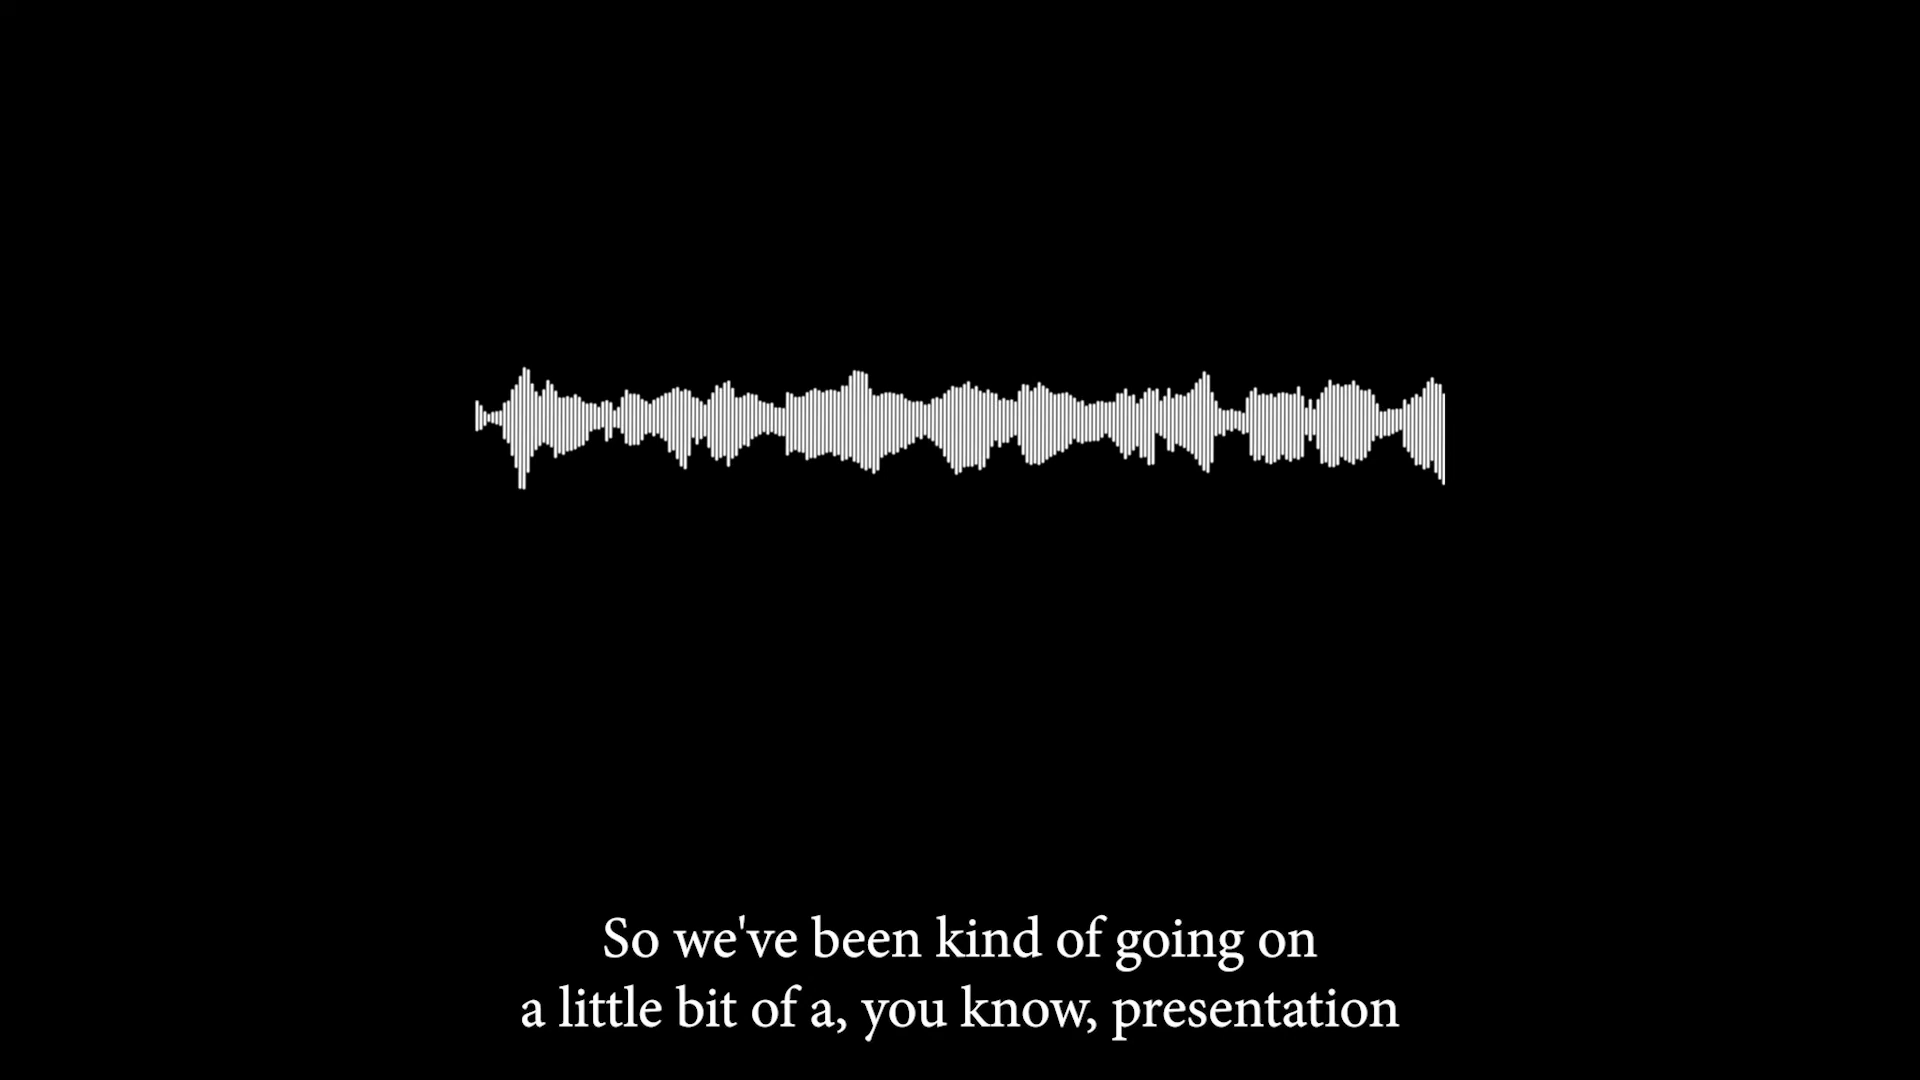 So we've been kind of going on
a little bit of a, you know, presentation